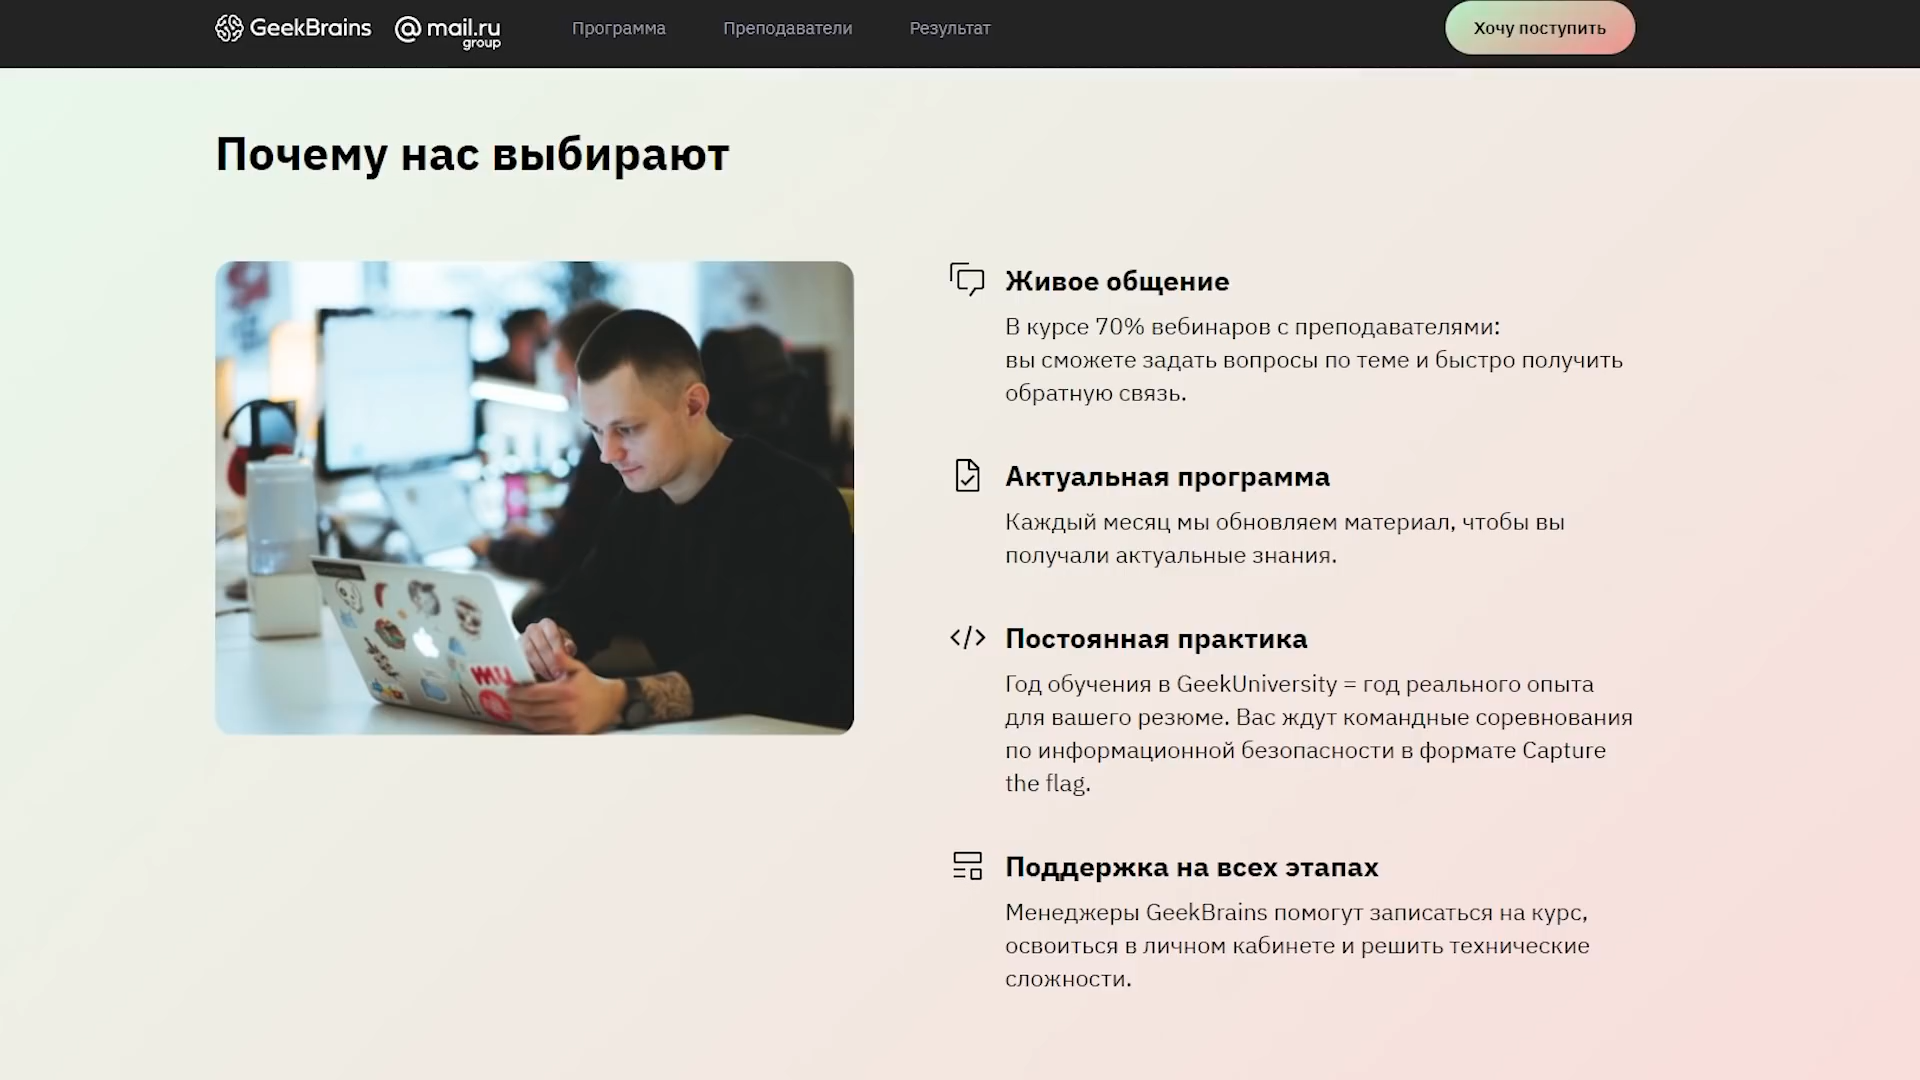 GeekBrains
@mail.ru
group
Программа
Преподаватели
Результат
Хочу поступить
Почему нас выбирают
Живое общение
В курсе 70% вебинаров с преподавателями:
вы сможете задать вопросы по теме и быстро получить
обратную связь.
Актуальная программа
Каждый месяц мы обновляем материал, чтобы вы
получали актуальные знания.
</> Постоянная практика
Год обучения в GeekUniversity = год реального опыта
для вашего резюме. Вас ждут командные соревнования
по информационной безопасности в формате Capture
the flag.
Поддержка на всех этапах
Менеджеры GeekBrains помогут записаться на курс,
освоиться в личном кабинете и решить технические
сложности.